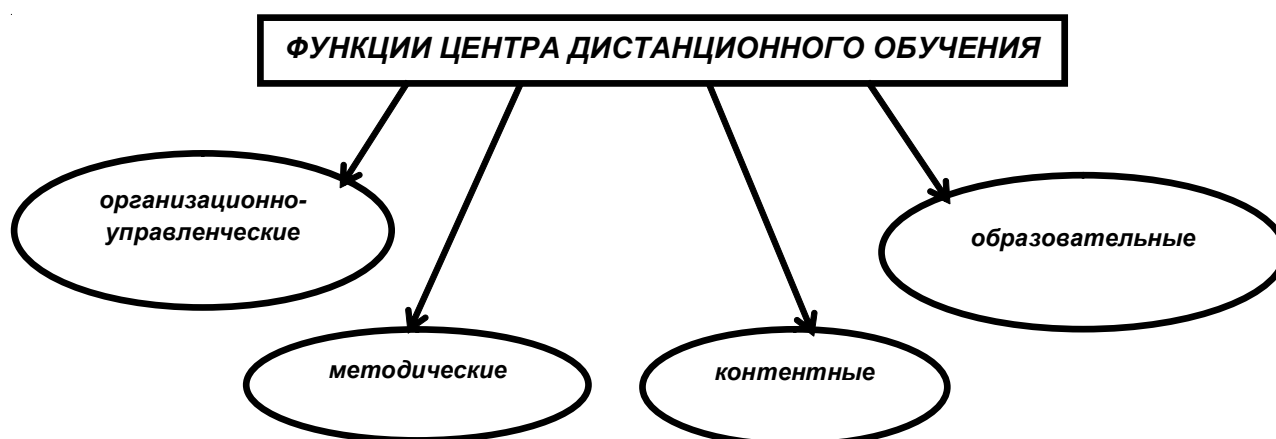 ФУНКЦИИ ЦЕНТРА ДИСТАНЦИОННОГО ОБУЧЕНИЯ
организационно-
управленческие
образовательные
методические
контентные